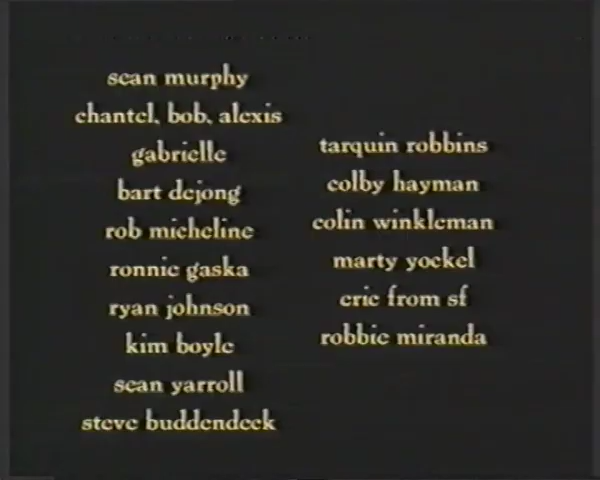 sean murphy
chantel, bob, alexis
gabrielle
bart dejong
rob micheline
ronnie gaska
ryan johnson
kim boyle
sean yarroll
steve buddendeck
tarquin robbins
colby hayman
colin winkleman
marty yockel
eric from sf
robbie miranda